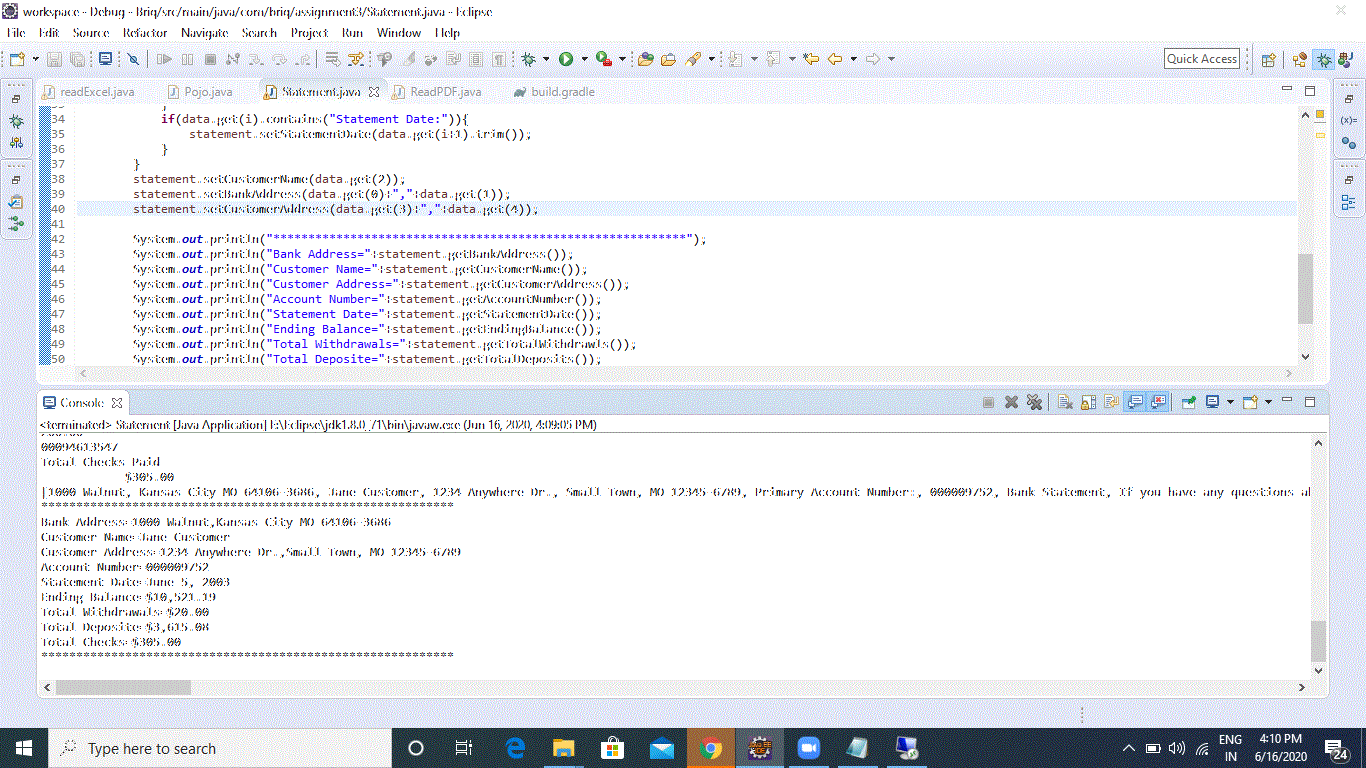 workspace - Debug - Briq/src/main/java/com/briq/assignment3/Statement.java - Eclipse
File Edit Source Refactor Navigate Search Project Run Window Help
Quick Access
readExcel.java Pojo.java Statement.java ReadPDF.java build.gradle
34 if(data.get(i).contains("Statement Date:")){
35 statement.setStatementDate(data.get(i+1).trim());
36 }
37 }
38 statement.setCustomerName(data.get(2));
39 statement.setBankAddress(data.get(0)+","+data.get(1));
40 statement.setCustomerAddress(data.get(3)+","+data.get(4));
41
42 System.out.println("***********************************************************");
43 System.out.println("Bank Address="+statement.getBankAddress());
44 System.out.println("Customer Name="+statement.getCustomerName());
45 System.out.println("Customer Address="+statement.getCustomerAddress());
46 System.out.println("Account Number="+statement.getAccountNumber());
47 System.out.println("Statement Date="+statement.getStatementDate());
48 System.out.println("Ending Balance="+statement.getEndingBalance());
49 System.out.println("Total Withdrawals="+statement.getTotalWithdrawls());
50 System.out.println("Total Deposite="+statement.getTotalDeposits());
Console
<terminated> Statement [Java Application] E:\Eclipse\jdk1.8.0_71\bin\javaw.exe (Jun 16, 2020, 4:09:05 PM)
00094613547
Total Checks Paid
$305.00
[1000 Walnut, Kansas City MO 64106-3686, Jane Customer, 1234 Anywhere Dr., Small Town, MO 12345-6789, Primary Account Number:, 000009752, Bank Statement, If you have any questions
***********************************************************
Bank Address=1000 Walnut,Kansas City MO 64106-3686
Customer Name=Jane Customer
Customer Address=1234 Anywhere Dr.,Small Town, MO 12345-6789
Account Number=000009752
Statement Date=June 5, 2003
Ending Balance=$10,521.19
Total Withdrawals=$20.00
Total Deposite=$3,615.08
Total Checks=$305.00
***********************************************************
Type here to search
ENG
IN
4:10 PM
6/16/2020
24